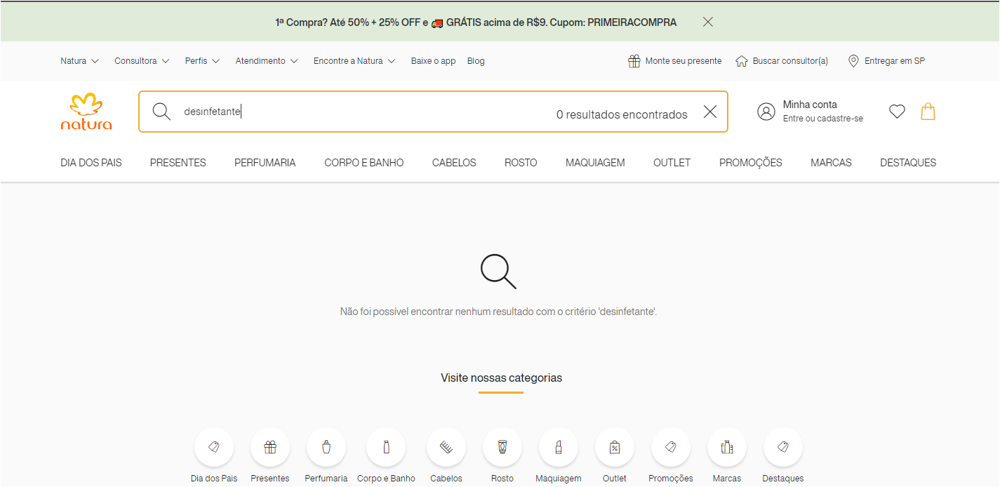 1ª Compra? Até 50% + 25% OFF e 🚚 GRÁTIS acima de R$9. Cupom: PRIMEIRACOMPRA
Natura Consultora Perfis Atendimento Encontre a Natura Baixe o app Blog Monte seu presente Buscar consultor(a) Entregar em SP
natura
desinfetante 0 resultados encontrados
Minha conta
Entre ou cadastre-se
DIA DOS PAIS PRESENTES PERFUMARIA CORPO E BANHO CABELOS ROSTO MAQUIAGEM OUTLET PROMOÇÕES MARCAS DESTAQUES
Não foi possível encontrar nenhum resultado com o critério 'desinfetante'.
Visite nossas categorias
Dia dos Pais Presentes Perfumaria Corpo e Banho Cabelos Rosto Maquiagem Outlet Promoções Marcas Destaques